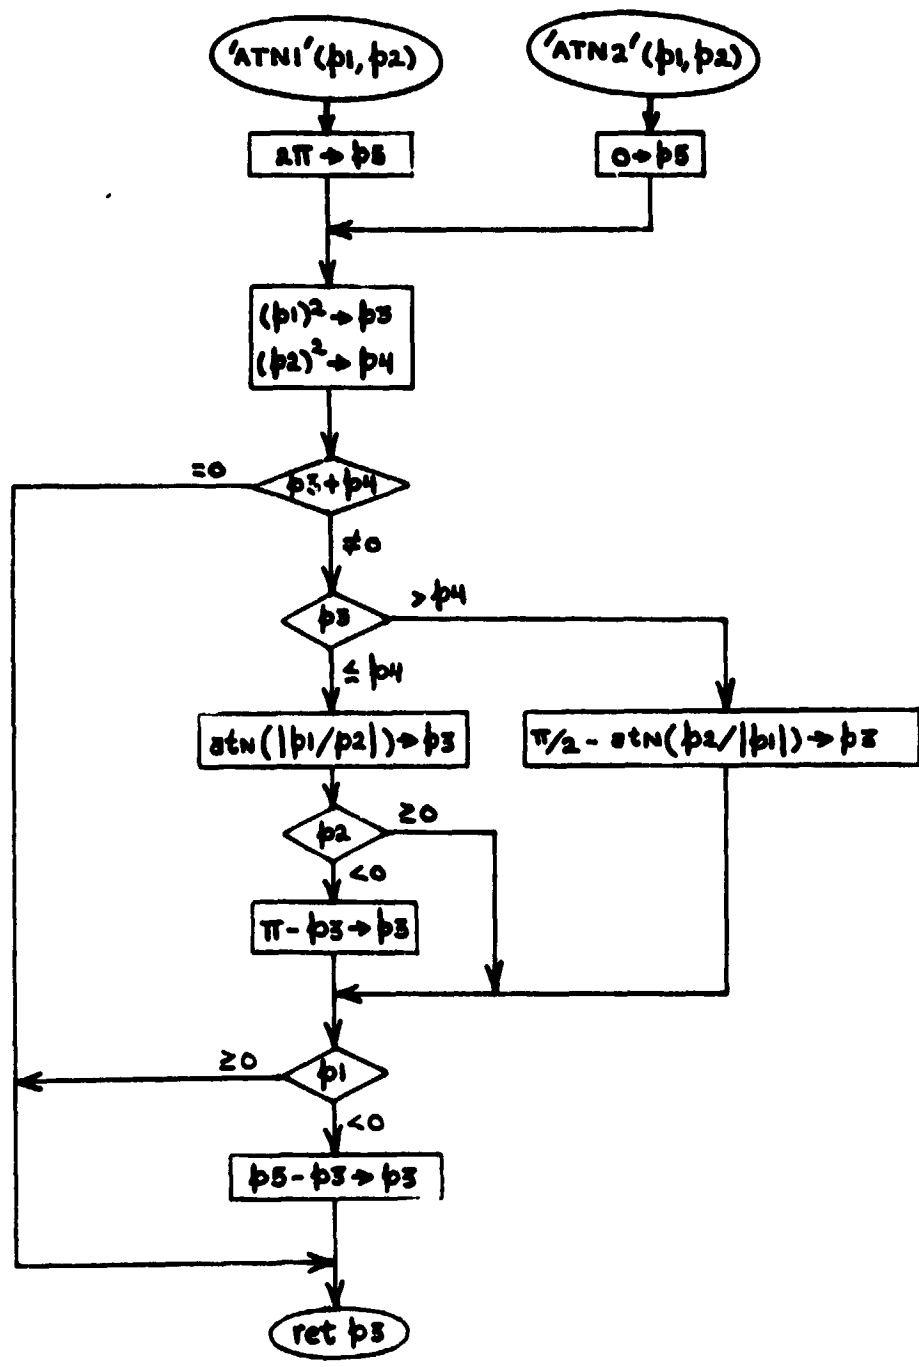 'ATN1'(p1,p2)
'ATN2'(p1,p2)
2π → p5
0 → p5
(p1)² → p3
(p2)² → p4
=0
p3+p4
≠0
p3
> p4
≤ p4
atn(|p1/p2|) → p3
π/2 - atn(p2/|p1|) → p3
p2
≥0
<0
π - p3 → p3
≥0
p1
<0
p5 - p3 → p3
ret p3